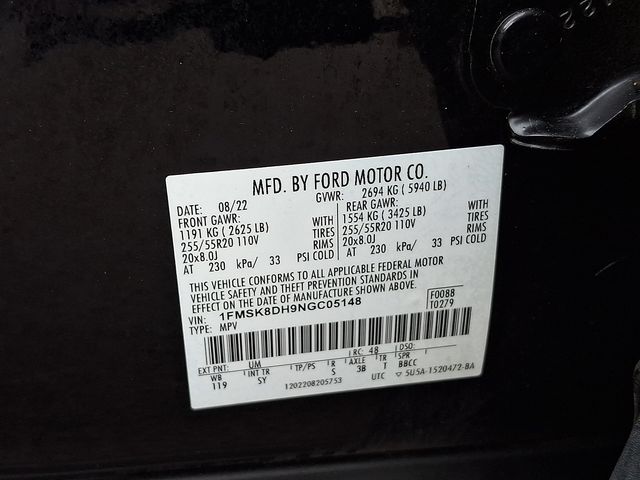 MFD. BY FORD MOTOR CO.
DATE: 08/22 GVWR: 2694 KG ( 5940 LB)
FRONT GAWR: REAR GAWR:
1191 KG ( 2625 LB) WITH 1554 KG ( 3425 LB) WITH
255/55R20 110V TIRES 255/55R20 110V TIRES
20x8.0J RIMS 20x8.0J RIMS
AT 230 kPa/ 33 PSI COLD AT 230 kPa/ 33 PSI COLD
THIS VEHICLE CONFORMS TO ALL APPLICABLE FEDERAL MOTOR
VEHICLE SAFETY AND THEFT PREVENTION STANDARDS IN
EFFECT ON THE DATE OF MANUFACTURE SHOWN ABOVE.
VIN: 1FMSK8DH9NGC05148 F0088
TYPE: MPV T0279
EXT PNT: UM RC: 48 DSO:
WB INT TR TP/PS R AXLE TR SPR
119 SY S 3B T BBCC
1202208205753 UTC ▽ 5U5A-1520472-BA